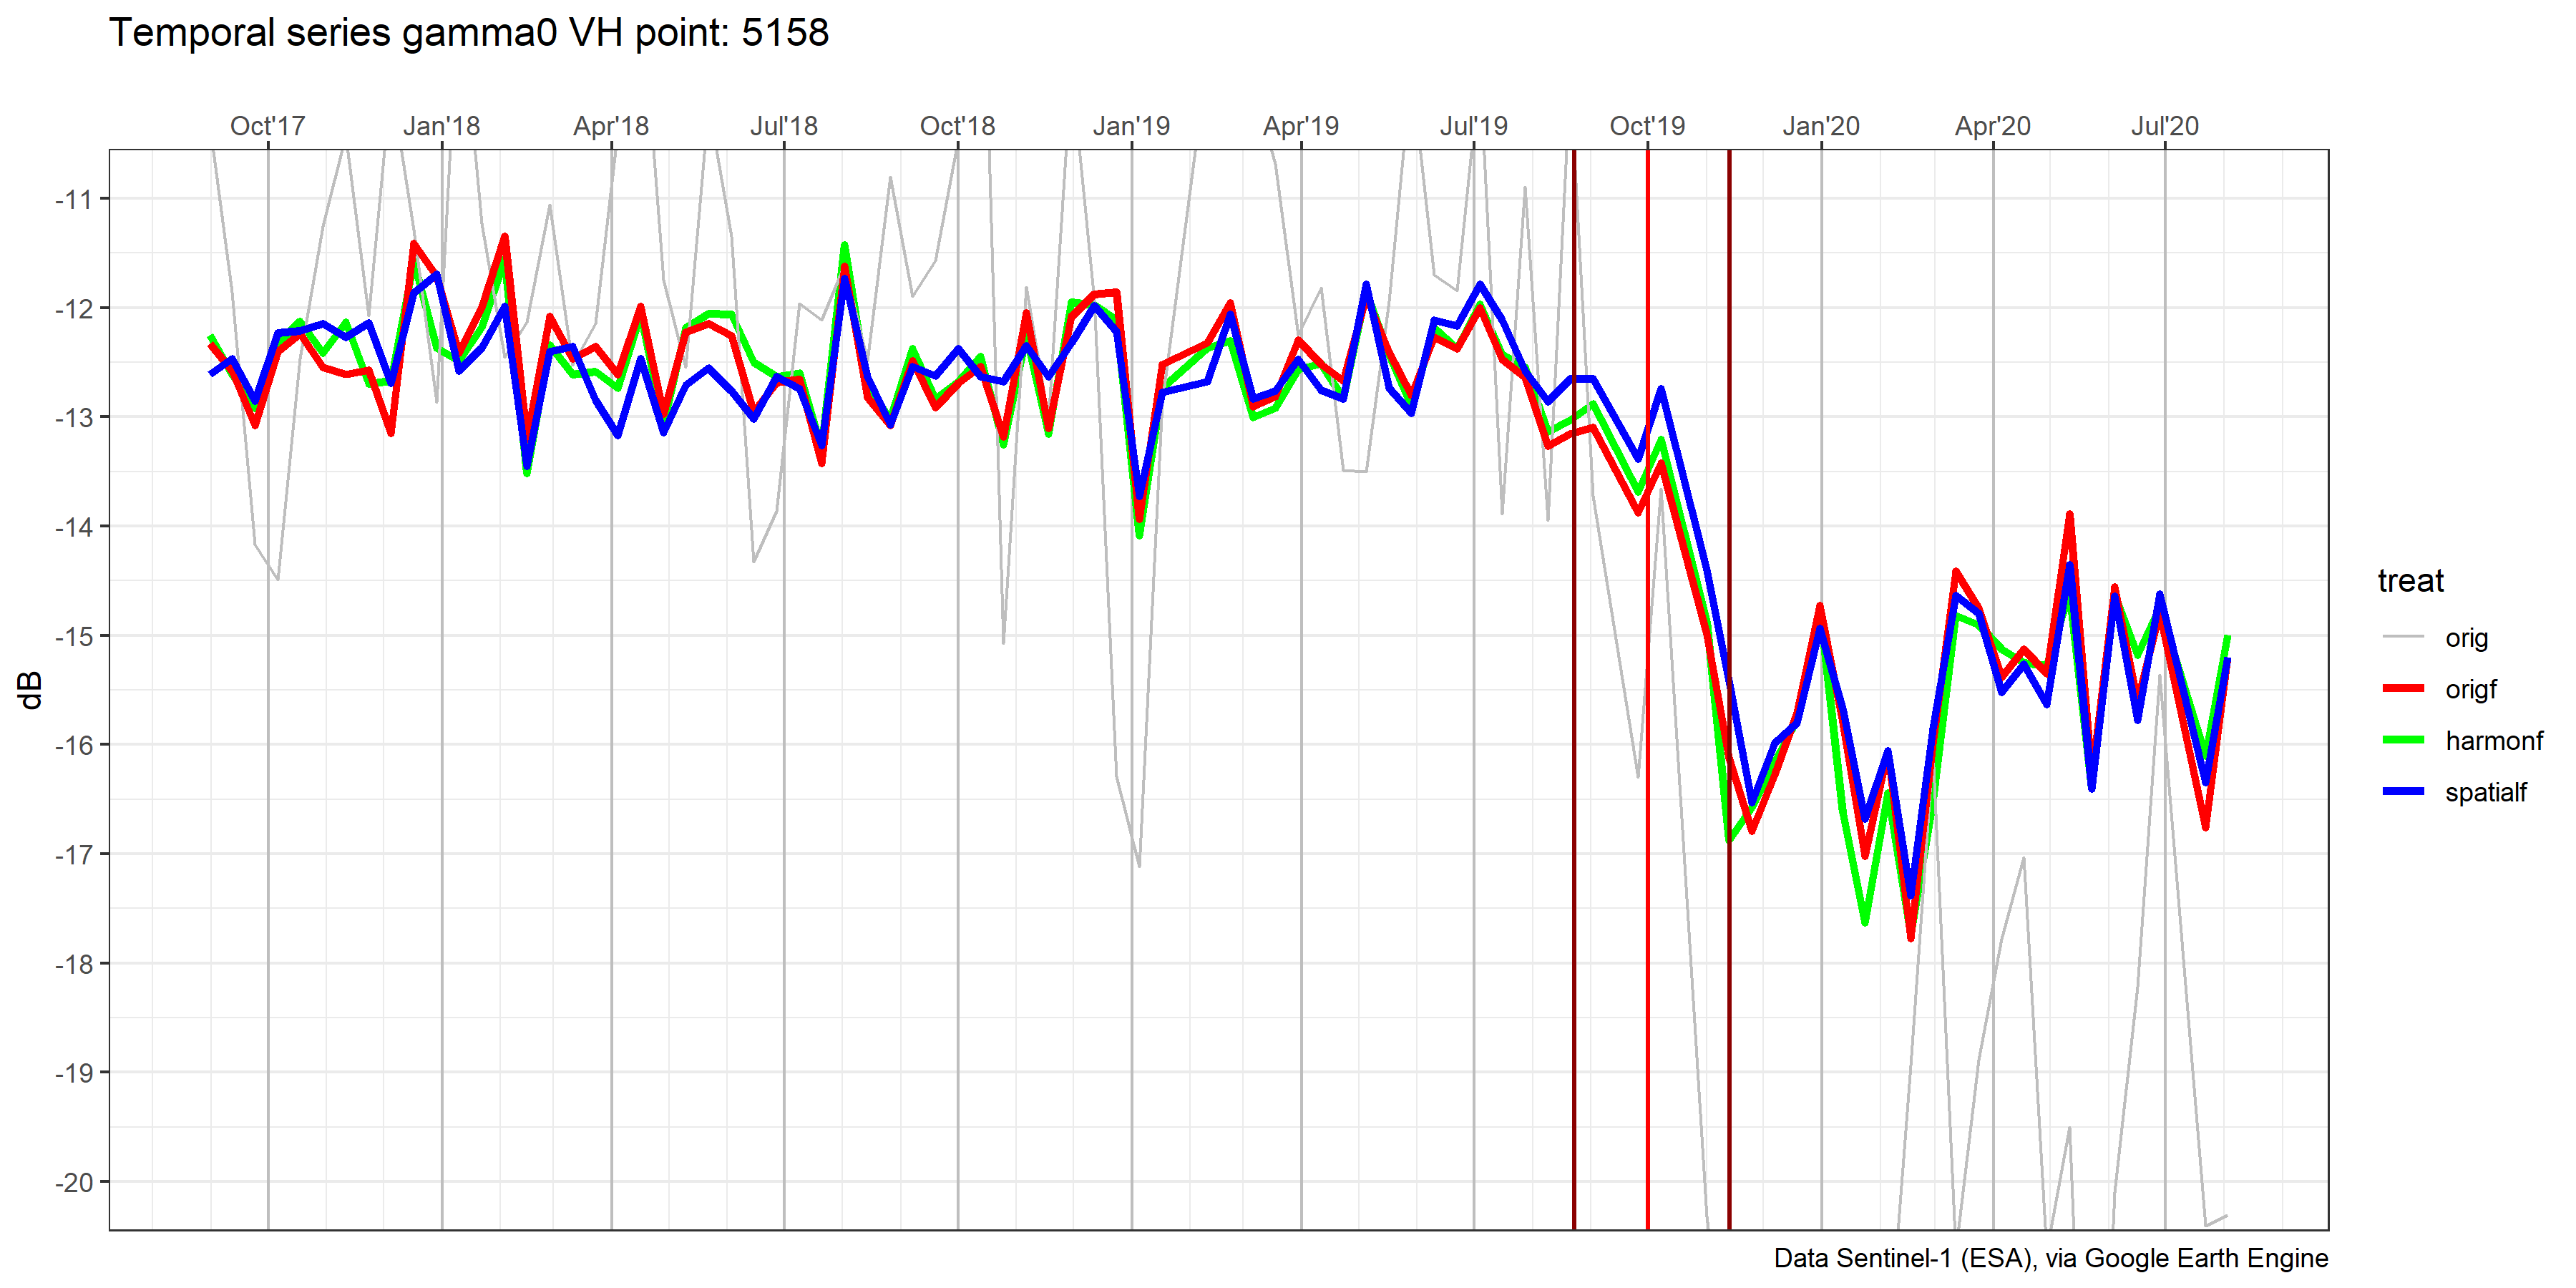 Temporal series gamma0 VH point: 5158
Oct'17 Jan'18 Apr'18 Jul'18 Oct'18 Jan'19 Apr'19 Jul'19 Oct'19 Jan'20 Apr'20 Jul'20
-11
-12
-13
-14
-15
-16
-17
-18
-19
-20
dB
treat
orig
origf
harmonf
spatialf
Data Sentinel-1 (ESA), via Google Earth Engine